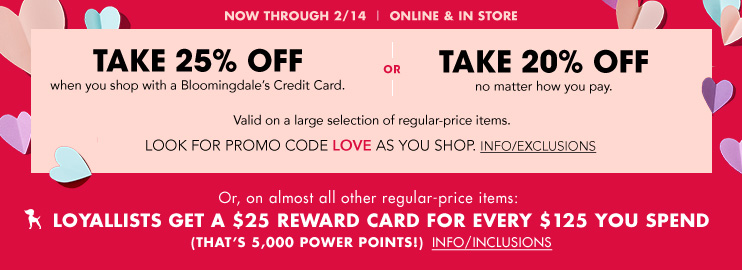 NOW THROUGH 2/14 | ONLINE & IN STORE
TAKE 25% OFF
when you shop with a Bloomingdale's Credit Card.
OR
TAKE 20% OFF
no matter how you pay.
Valid on a large selection of regular-price items.
LOOK FOR PROMO CODE LOVE AS YOU SHOP. INFO/EXCLUSIONS
Or, on almost all other regular-price items:
LOYALLISTS GET A $25 REWARD CARD FOR EVERY $125 YOU SPEND
(THAT'S 5,000 POWER POINTS!) INFO/INCLUSIONS